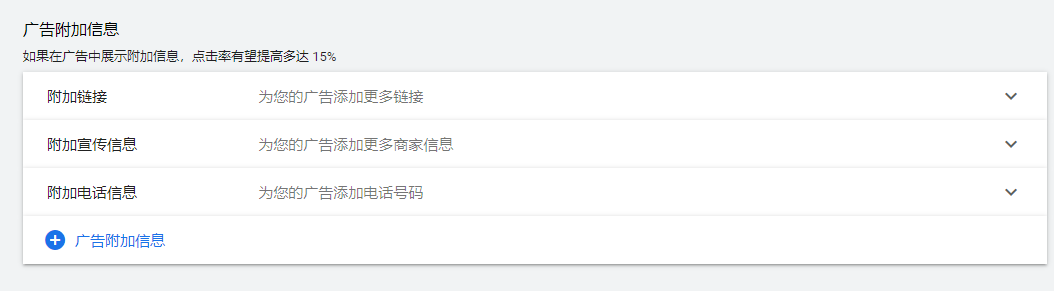 广告附加信息
如果在广告中展示附加信息，点击率有望提高多达 15%
附加链接 为您的广告添加更多链接
附加宣传信息 为您的广告添加更多商家信息
附加电话信息 为您的广告添加电话号码
广告附加信息